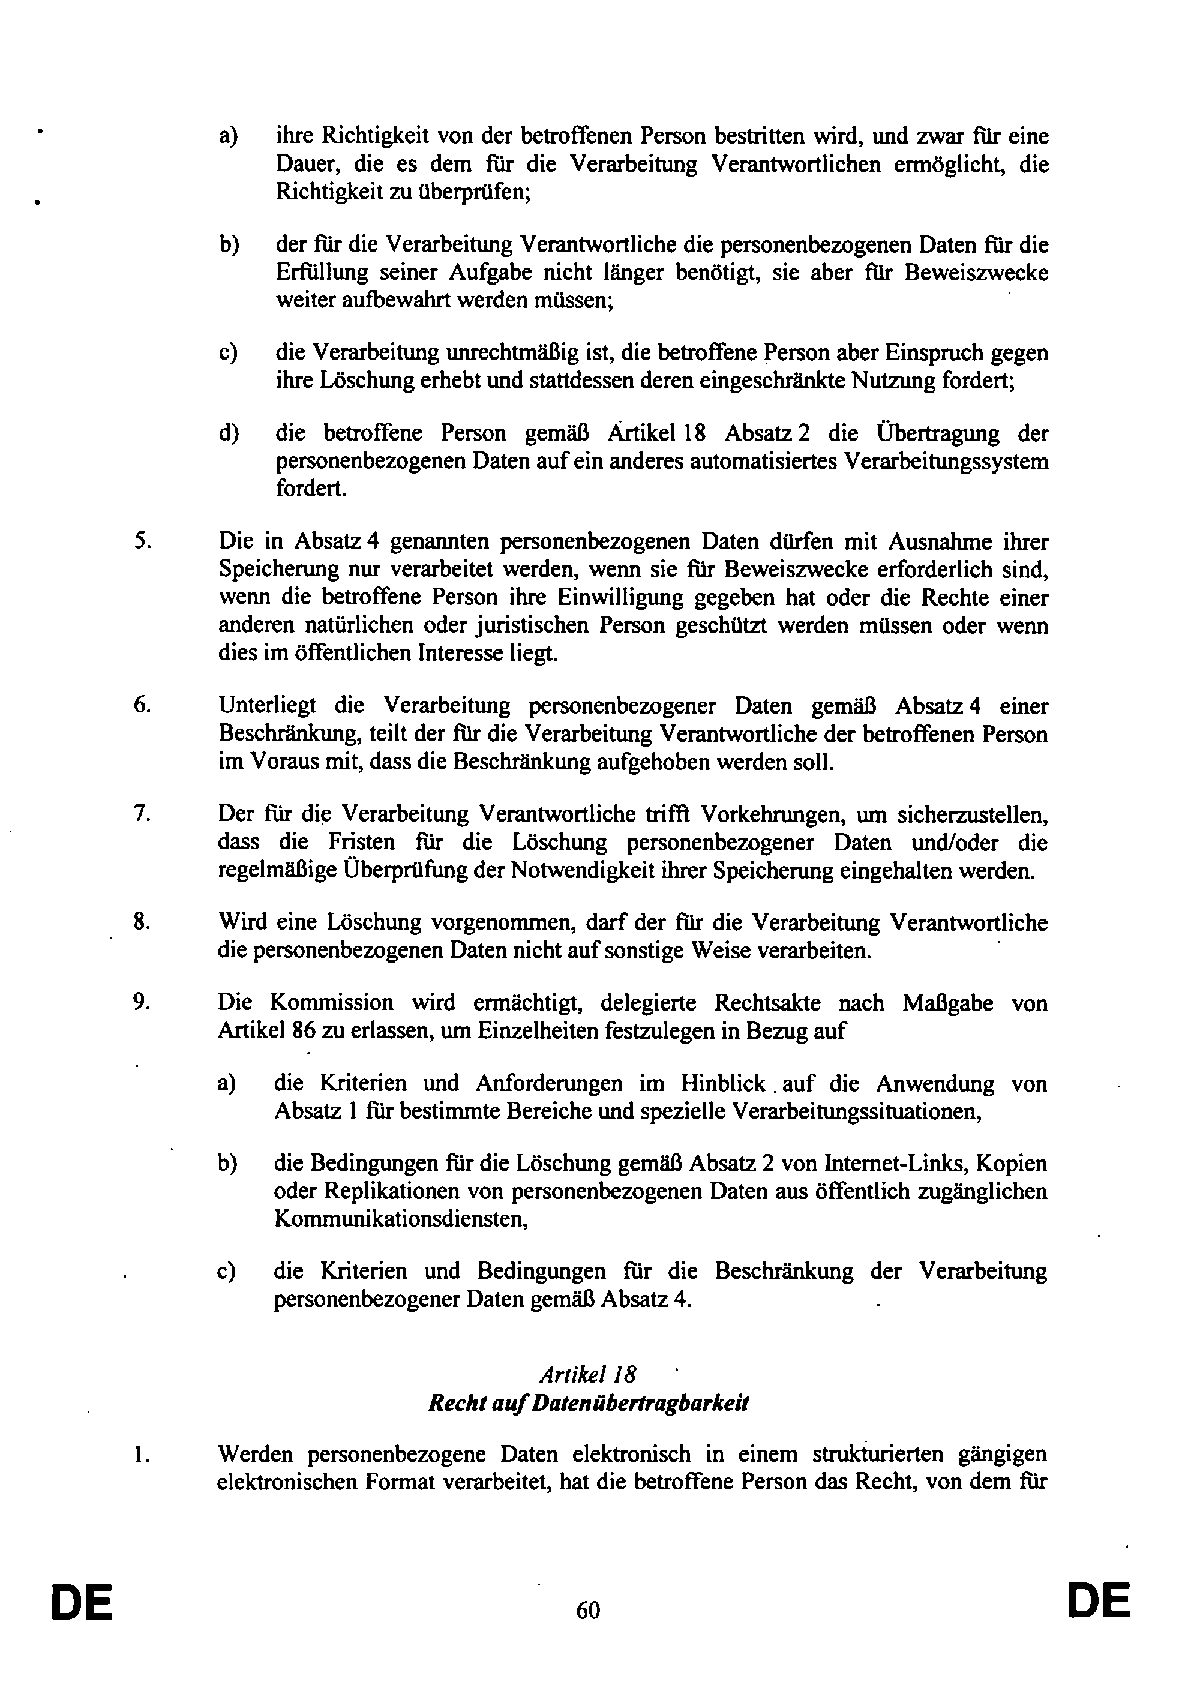 a) ihre Richtigkeit von der betroffenen Person bestritten wird, und zwar für eine
Dauer, die es dem für die Verarbeitung Verantwortlichen ermöglicht, die
Richtigkeit zu überprüfen;
b) der für die Verarbeitung Verantwortliche die personenbezogenen Daten für die
Erfüllung seiner Aufgabe nicht länger benötigt, sie aber für Beweiszwecke
weiter aufbewahrt werden müssen;
c) die Verarbeitung unrechtmäßig ist, die betroffene Person aber Einspruch gegen
ihre Löschung erhebt und stattdessen deren eingeschränkte Nutzung fordert;
d) die betroffene Person gemäß Artikel 18 Absatz 2 die Übertragung der
personenbezogenen Daten auf ein anderes automatisiertes Verarbeitungssystem
fordert.
5. Die in Absatz 4 genannten personenbezogenen Daten dürfen mit Ausnahme ihrer
Speicherung nur verarbeitet werden, wenn sie für Beweiszwecke erforderlich sind,
wenn die betroffene Person ihre Einwilligung gegeben hat oder die Rechte einer
anderen natürlichen oder juristischen Person geschützt werden müssen oder wenn
dies im öffentlichen Interesse liegt.
6. Unterliegt die Verarbeitung personenbezogener Daten gemäß Absatz 4 einer
Beschränkung, teilt der für die Verarbeitung Verantwortliche der betroffenen Person
im Voraus mit, dass die Beschränkung aufgehoben werden soll.
7. Der für die Verarbeitung Verantwortliche trifft Vorkehrungen, um sicherzustellen,
dass die Fristen für die Löschung personenbezogener Daten und/oder die
regelmäßige Überprüfung der Notwendigkeit ihrer Speicherung eingehalten werden.
8. Wird eine Löschung vorgenommen, darf der für die Verarbeitung Verantwortliche
die personenbezogenen Daten nicht auf sonstige Weise verarbeiten.
9. Die Kommission wird ermächtigt, delegierte Rechtsakte nach Maßgabe von
Artikel 86 zu erlassen, um Einzelheiten festzulegen in Bezug auf
a) die Kriterien und Anforderungen im Hinblick auf die Anwendung von
Absatz 1 für bestimmte Bereiche und spezielle Verarbeitungssituationen,
b) die Bedingungen für die Löschung gemäß Absatz 2 von Internet-Links, Kopien
oder Replikationen von personenbezogenen Daten aus öffentlich zugänglichen
Kommunikationsdiensten,
c) die Kriterien und Bedingungen für die Beschränkung der Verarbeitung
personenbezogener Daten gemäß Absatz 4.
Artikel 18
Recht auf Datenübertragbarkeit
1. Werden personenbezogene Daten elektronisch in einem strukturierten gängigen
elektronischen Format verarbeitet, hat die betroffene Person das Recht, von dem für
DE 60 DE